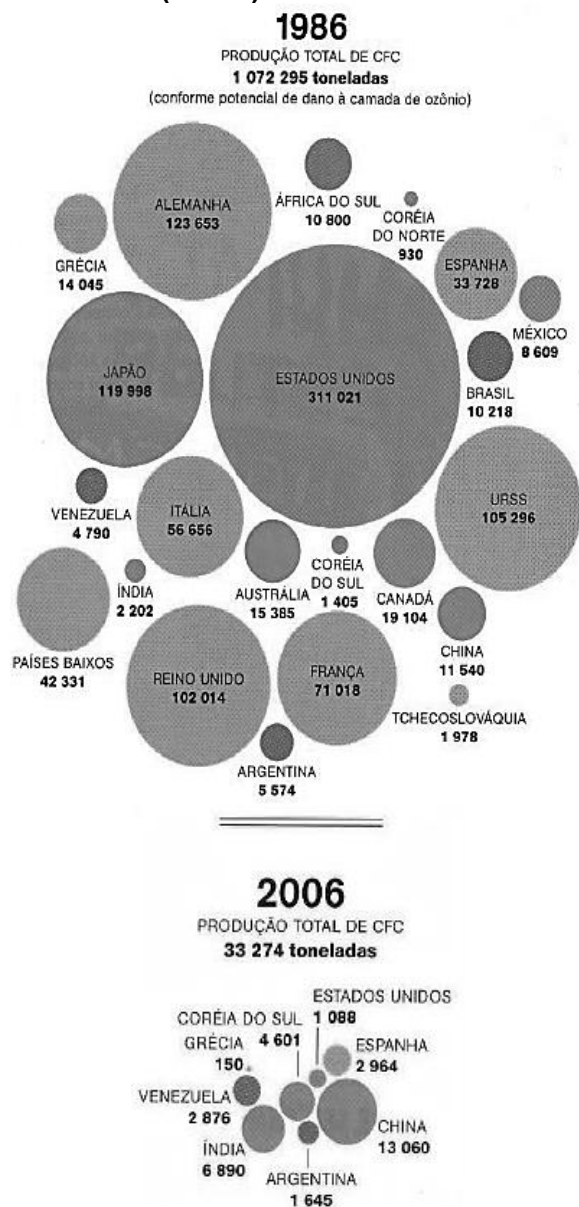 1986
PRODUÇÃO TOTAL DE CFC
1 072 295 toneladas
(conforme potencial de dano à camada de ozônio)
ALEMANHA
123 653
ÁFRICA DO SUL
10 800
CORÉIA
DO NORTE
930
GRÉCIA
14 045
ESPANHA
33 728
MÉXICO
8 609
JAPÃO
119 998
ESTADOS UNIDOS
311 021
BRASIL
10 218
VENEZUELA
4 790
ITÁLIA
56 656
URSS
105 296
ÍNDIA
2 202
AUSTRÁLIA
15 385
CORÉIA
DO SUL
1 405
CANADÁ
19 104
CHINA
11 540
PAÍSES BAIXOS
42 331
REINO UNIDO
102 014
FRANÇA
71 018
TCHECOSLOVÁQUIA
1 978
ARGENTINA
5 574
2006
PRODUÇÃO TOTAL DE CFC
33 274 toneladas
ESTADOS UNIDOS
1 088
CORÉIA DO SUL
4 601
GRÉCIA
150
ESPANHA
2 964
VENEZUELA
2 876
CHINA
13 060
ÍNDIA
6 890
ARGENTINA
1 645